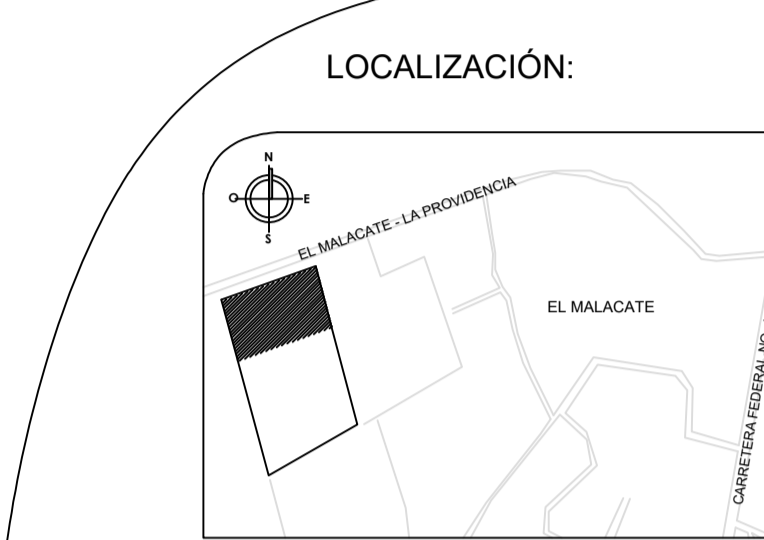 LOCALIZACIÓN:
N
O
E
S
EL MALACATE - LA PROVIDENCIA
EL MALACATE
CARRETERA FEDERAL NO.